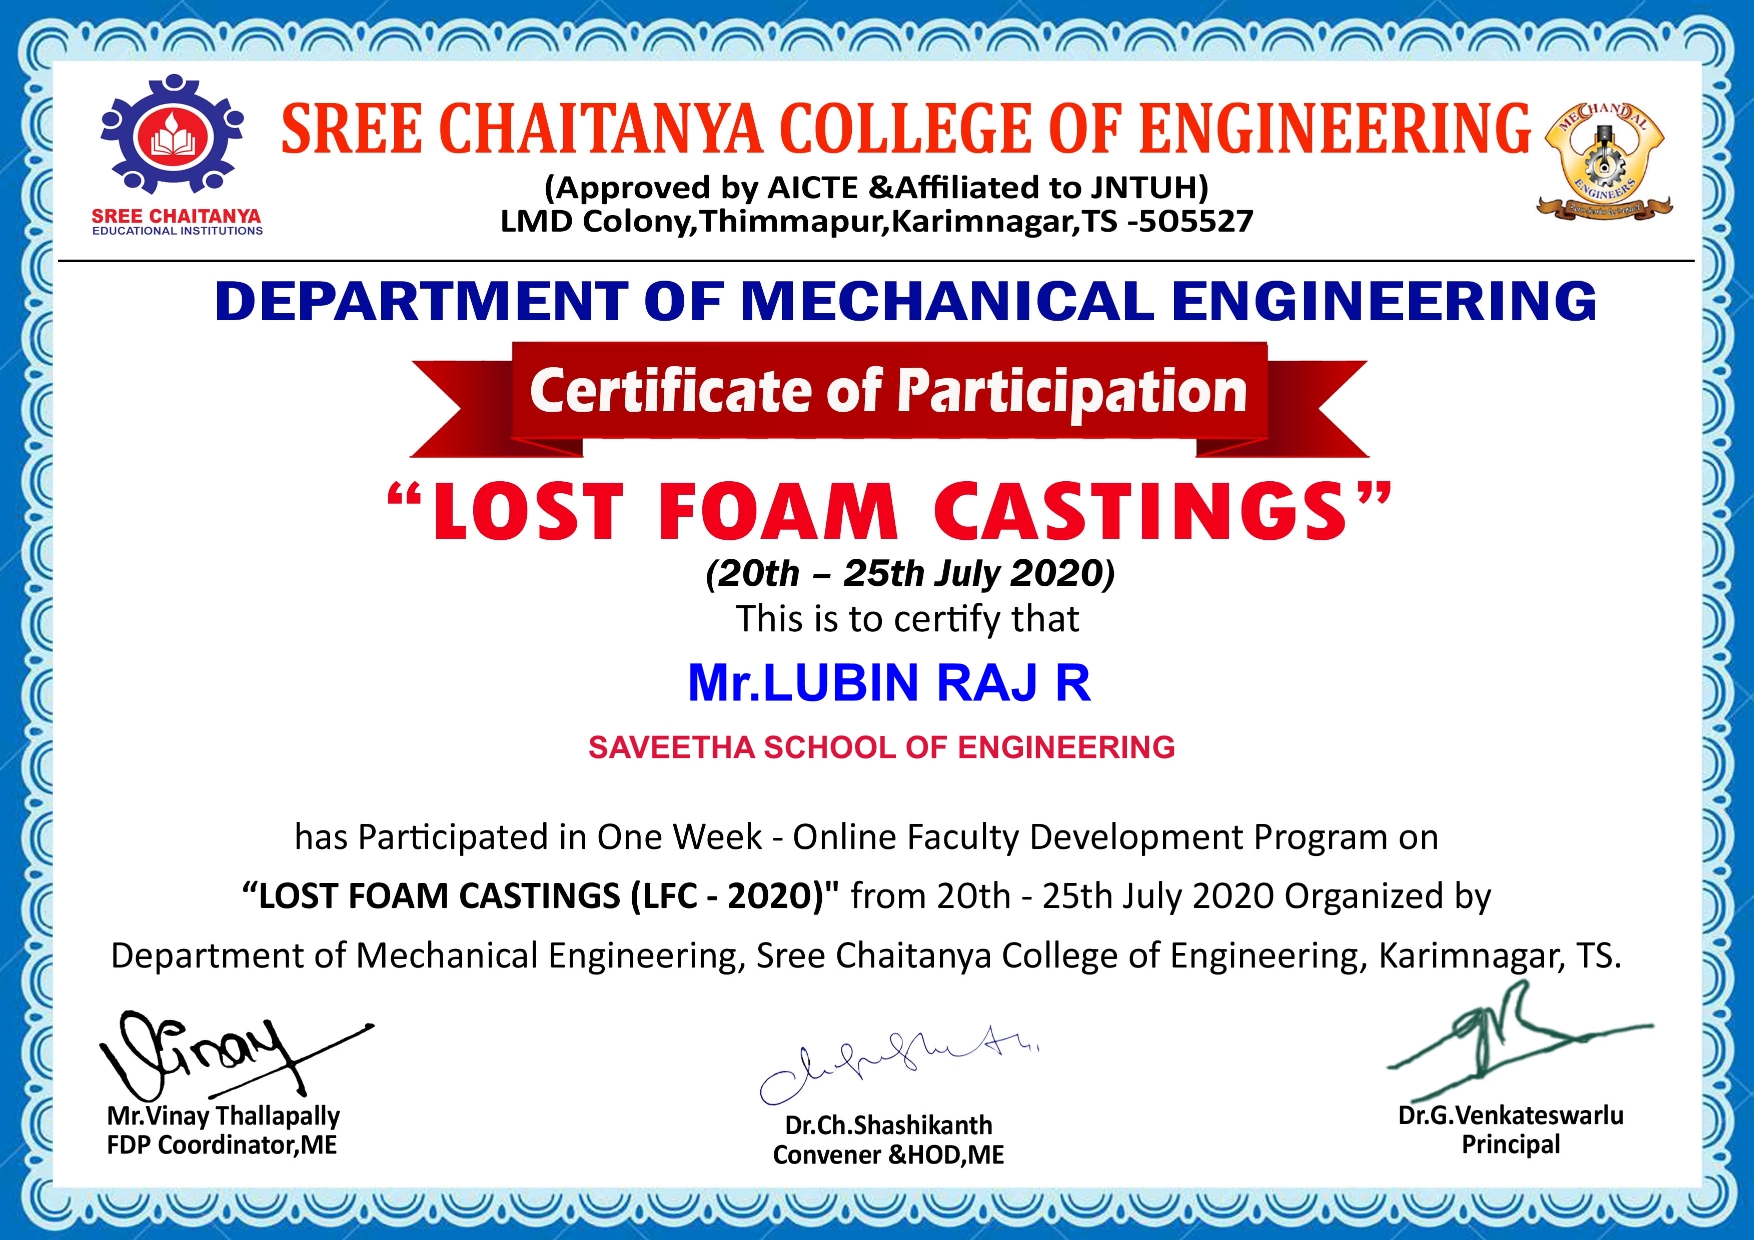 SREE CHAITANYA COLLEGE OF ENGINEERING
(Approved by AICTE &Affiliated to JNTUH)
LMD Colony,Thimmapur,Karimnagar,TS -505527
SREE CHAITANYA
EDUCATIONAL INSTITUTIONS
MECHANICAL
ENGINEERS
DEPARTMENT OF MECHANICAL ENGINEERING
Certificate of Participation
“LOST FOAM CASTINGS”
(20th – 25th July 2020)
This is to certify that
Mr.LUBIN RAJ R
SAVEETHA SCHOOL OF ENGINEERING
has Participated in One Week - Online Faculty Development Program on
“LOST FOAM CASTINGS (LFC - 2020)" from 20th - 25th July 2020 Organized by
Department of Mechanical Engineering, Sree Chaitanya College of Engineering, Karimnagar, TS.
Vinay
Mr.Vinay Thallapally
FDP Coordinator,ME
Dr.Ch.Shashikanth
Convener &HOD,ME
Dr.G.Venkateswarlu
Principal